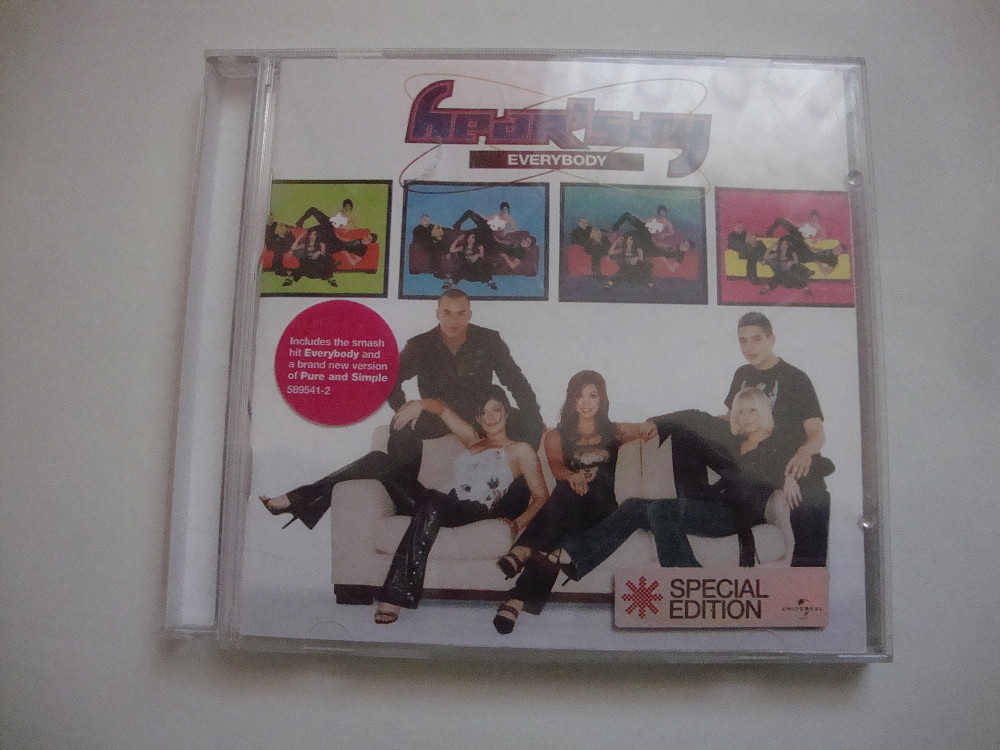 hear'say
EVERYBODY
Includes the smash
hit Everybody and
a brand new version
of Pure and Simple
589541-2
SPECIAL
EDITION
UNIVERSAL